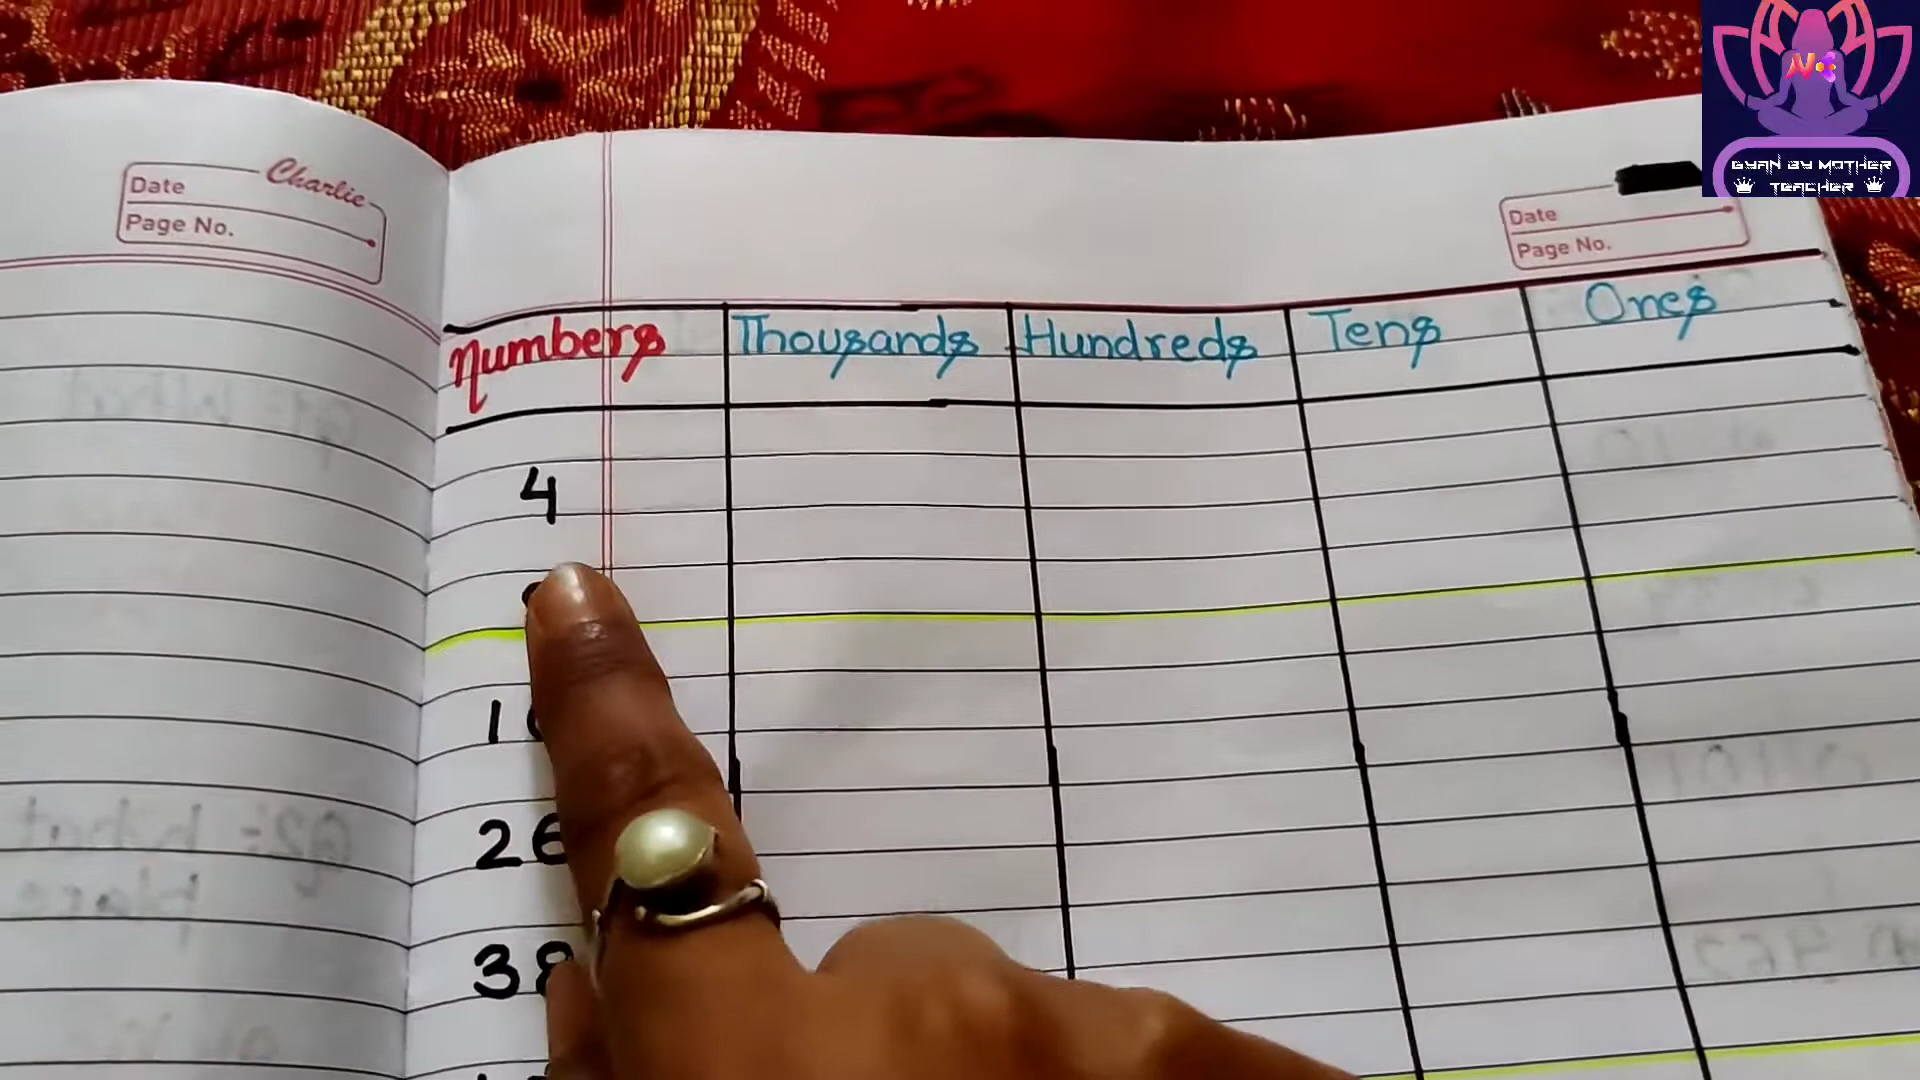 GYAN BY MOTHER
TEACHER
Charlie
Date
Page No.
Date
Page No.
Numbers Thousands Hundreds Tens Ones
4
1
26
38